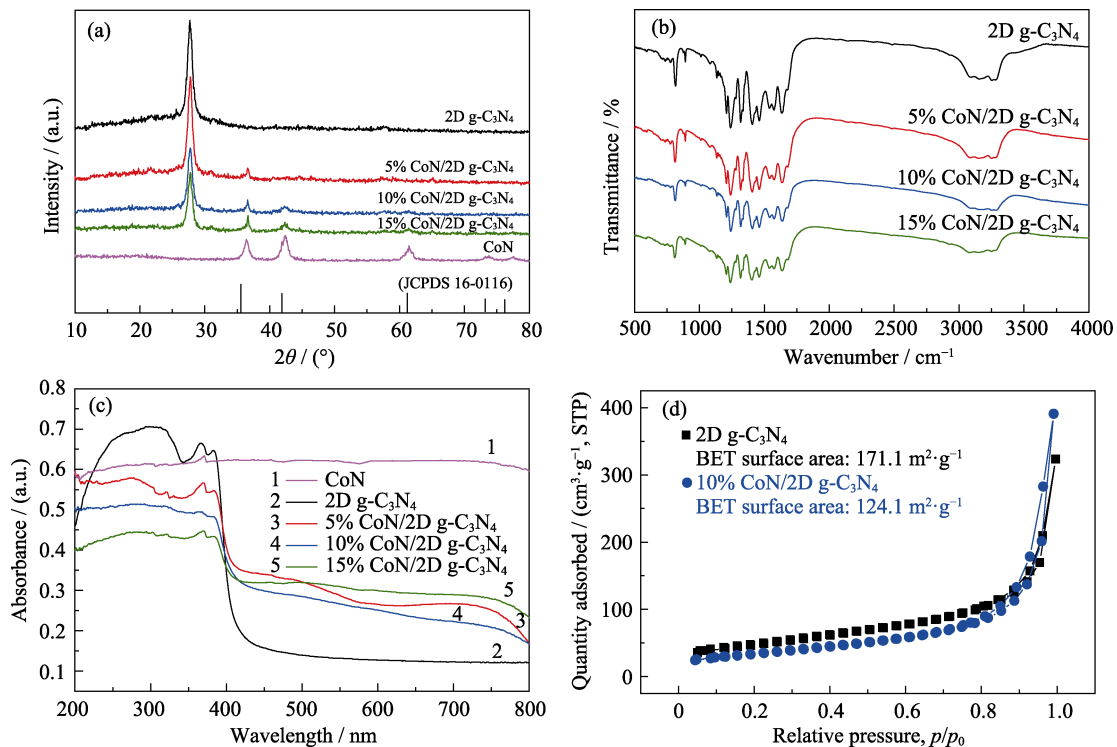 (a)
2D g-C₃N₄
5% CoN/2D g-C₃N₄
10% CoN/2D g-C₃N₄
15% CoN/2D g-C₃N₄
CoN
(JCPDS 16-0116)
Intensity / (a.u.)
10 20 30 40 50 60 70 80
2θ / (°)
(b)
2D g-C₃N₄
5% CoN/2D g-C₃N₄
10% CoN/2D g-C₃N₄
15% CoN/2D g-C₃N₄
Transmittance / %
500 1000 1500 2000 2500 3000 3500 4000
Wavenumber / cm⁻¹
(c)
0.8
0.7
0.6
0.5
0.4
0.3
0.2
0.1
Absorbance / (a.u.)
1
1 CoN
2 2D g-C₃N₄
3 5% CoN/2D g-C₃N₄
4 10% CoN/2D g-C₃N₄
5 15% CoN/2D g-C₃N₄
5
4
3
2
200 300 400 500 600 700 800
Wavelength / nm
(d)
400
300
200
100
0
Quantity adsorbed / (cm³·g⁻¹, STP)
2D g-C₃N₄
BET surface area: 171.1 m²·g⁻¹
10% CoN/2D g-C₃N₄
BET surface area: 124.1 m²·g⁻¹
0 0.2 0.4 0.6 0.8 1.0
Relative pressure, p/p₀